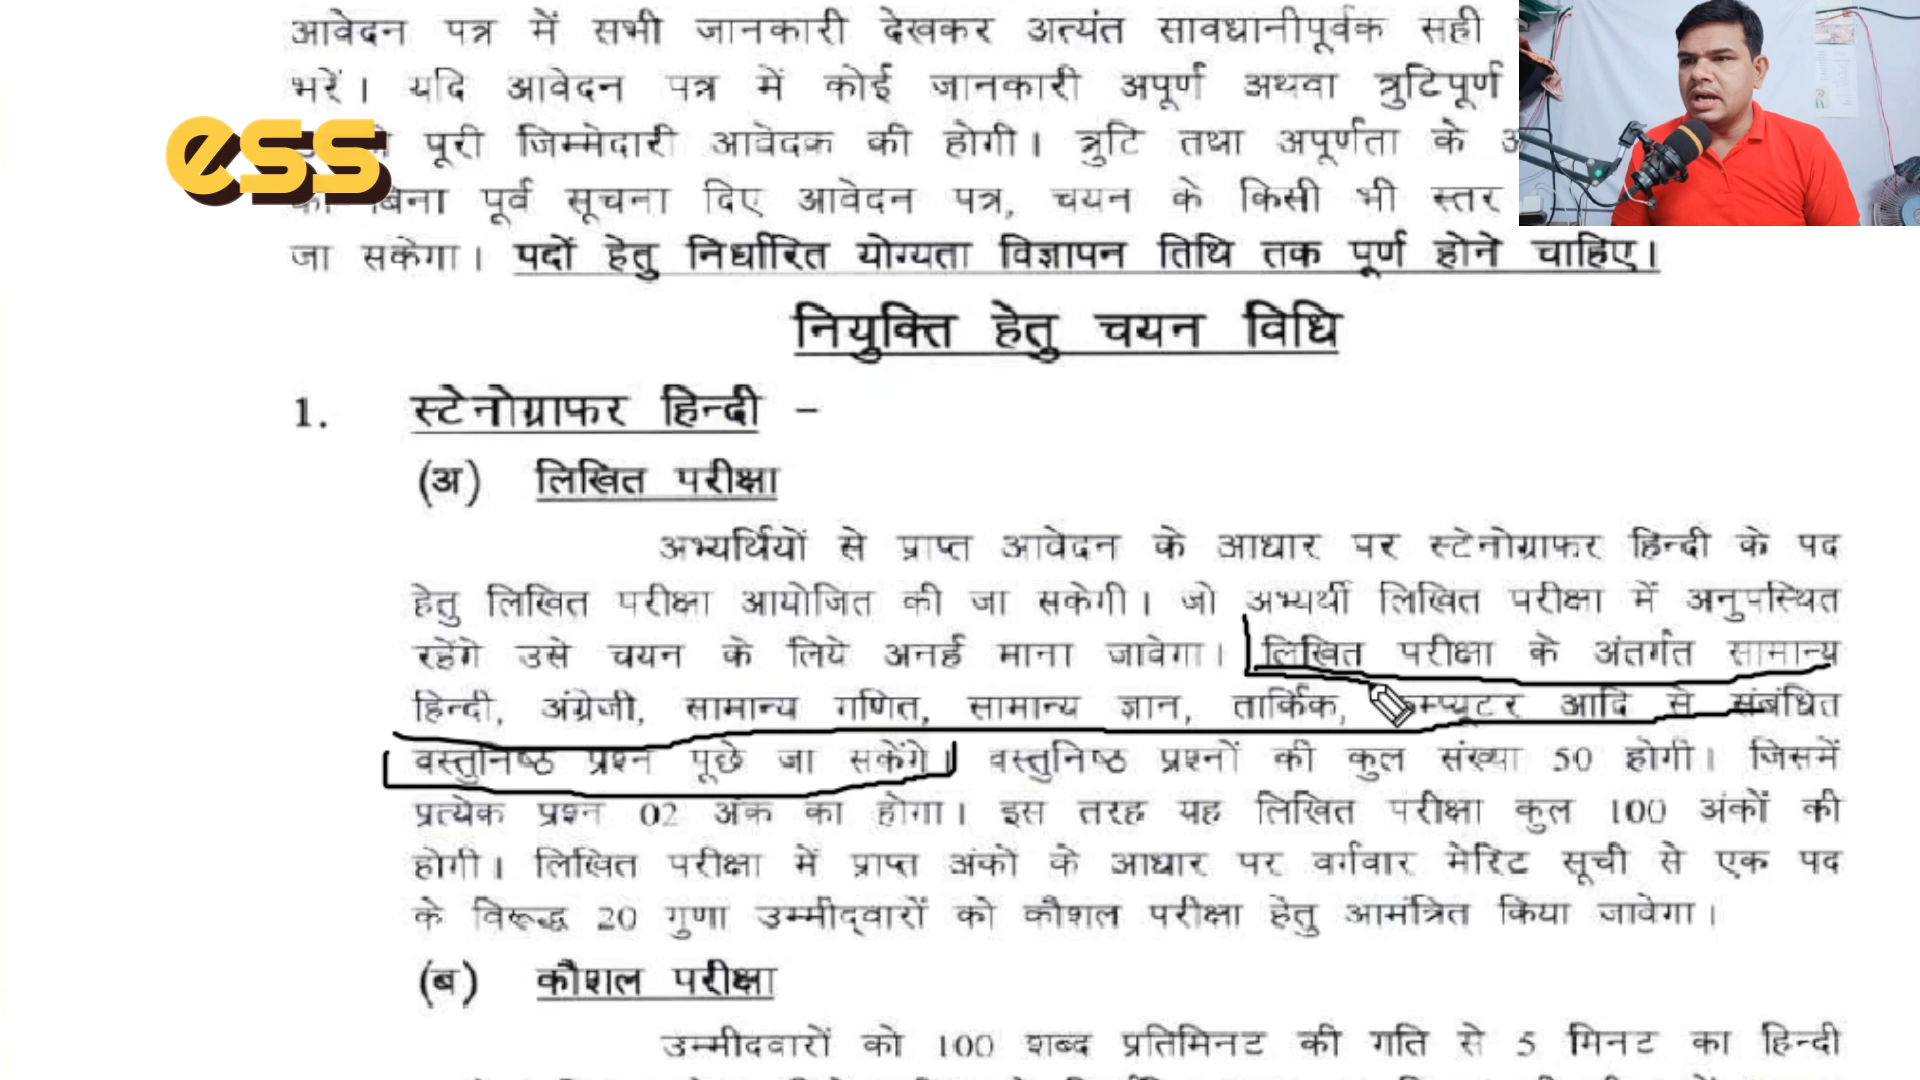 आवेदन पत्र में सभी जानकारी देखकर अत्यंत सावधानीपूर्वक सही
भरें। यदि आवेदन पत्र में कोई जानकारी अपूर्ण अथवा त्रुटिपूर्ण
ess
पूरी जिम्मेदारी आवेदक की होगी। त्रुटि तथा अपूर्णता के
बिना पूर्व सूचना दिए आवेदन पत्र, चयन के किसी भी स्तर
जा सकेगा। पदों हेतु निर्धारित योग्यता विज्ञापन तिथि तक पूर्ण होने चाहिए।
नियुक्ति हेतु चयन विधि
1. स्टेनोग्राफर हिन्दी -
(अ) लिखित परीक्षा
अभ्यर्थियों से प्राप्त आवेदन के आधार पर स्टेनोग्राफर हिन्दी के पद
हेतु लिखित परीक्षा आयोजित की जा सकेगी। जो अभ्यर्थी लिखित परीक्षा में अनुपस्थित
रहेंगे उसे चयन के लिये अनर्ह माना जावेगा। लिखित परीक्षा के अंतर्गत सामान्य
हिन्दी, अंग्रेजी, सामान्य गणित, सामान्य ज्ञान, तार्किक, म्प्यूटर आदि से संबंधित
वस्तुनिष्ठ प्रश्न पूछे जा सकेंगे। वस्तुनिष्ठ प्रश्नों की कुल संख्या 50 होगी। जिसमें
प्रत्येक प्रश्न 02 अंक का होगा। इस तरह यह लिखित परीक्षा कुल 100 अंकों की
होगी। लिखित परीक्षा में प्राप्त अंको के आधार पर वर्गवार मेरिट सूची से एक पद
के विरूद्ध 20 गुणा उम्मीद्वारों को कौशल परीक्षा हेतु आमंत्रित किया जावेगा।
(ब) कौशल परीक्षा
उम्मीदवारों को 100 शब्द प्रतिमिनट की गति से 5 मिनट का हिन्दी